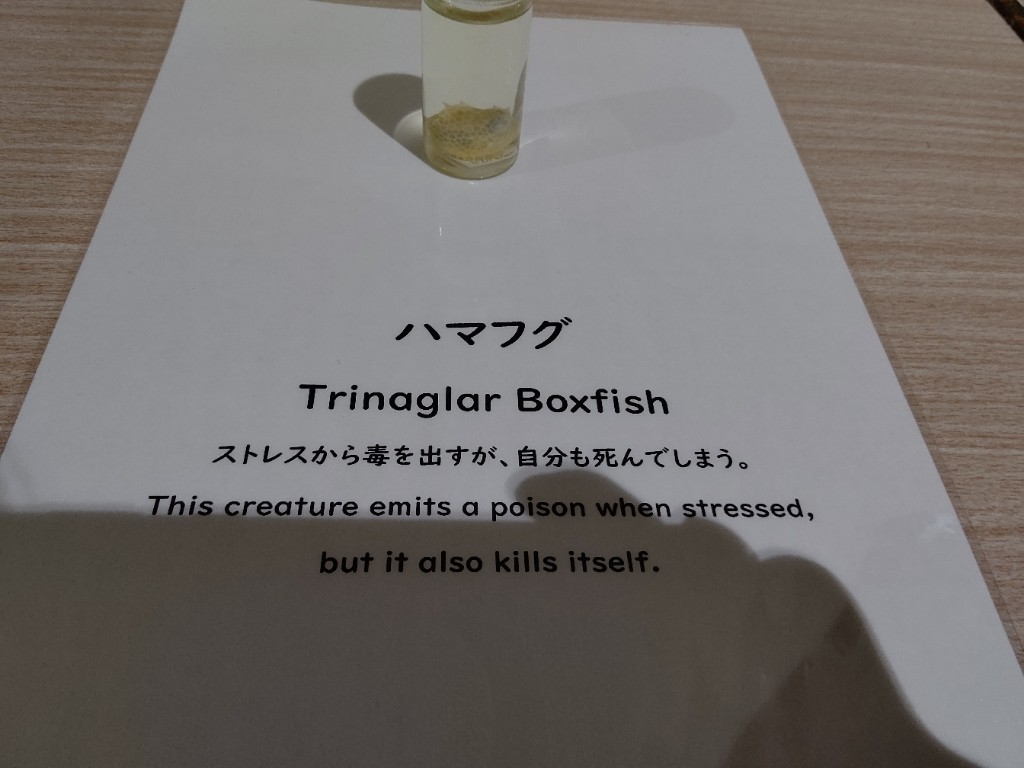 ハマフグ
Trinaglar Boxfish
ストレスから毒を出すが、自分も死んでしまう。
This creature emits a poison when stressed,
but it also kills itself.